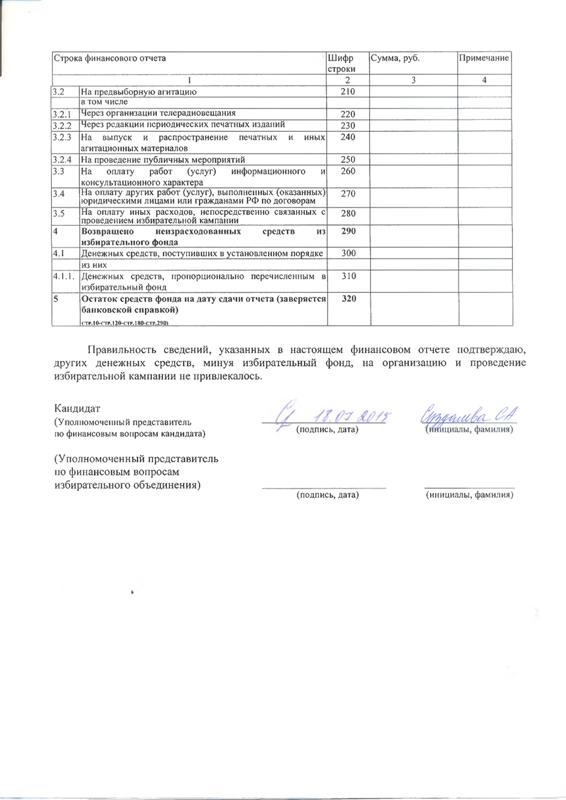 Строка финансового отчета Шифр строки Сумма, руб. Примечание
1 2 3 4
3.2 На предвыборную агитацию 210
в том числе
3.2.1 Через организации телерадиовещания 220
3.2.2 Через редакции периодических печатных изданий 230
3.2.3 На выпуск и распространение печатных и иных 240
агитационных материалов
3.2.4 На проведение публичных мероприятий 250
3.3 На оплату работ (услуг) информационного и 260
консультационного характера
3.4 На оплату других работ (услуг), выполненных (оказанных) 270
юридическими лицами или гражданами РФ по договорам
3.5 На оплату иных расходов, непосредственно связанных с 280
проведением избирательной кампании
4 Возвращено неизрасходованных средств из 290
избирательного фонда
4.1 Денежных средств, поступивших в установленном порядке 300
из них
4.1.1. Денежных средств, пропорционально перечисленным в 310
избирательный фонд
5 Остаток средств фонда на дату сдачи отчета (заверяется 320
банковской справкой)
(стр.10-стр.120-стр.180-стр.290)
Правильность сведений, указанных в настоящем финансовом отчете подтверждаю,
других денежных средств, минуя избирательный фонд, на организацию и проведение
избирательной кампании не привлекалось.
Кандидат
(Уполномоченный представитель 18.07 2015
по финансовым вопросам кандидата) (подпись, дата) (инициалы, фамилия)
(Уполномоченный представитель
по финансовым вопросам
избирательного объединения)
(подпись, дата) (инициалы, фамилия)